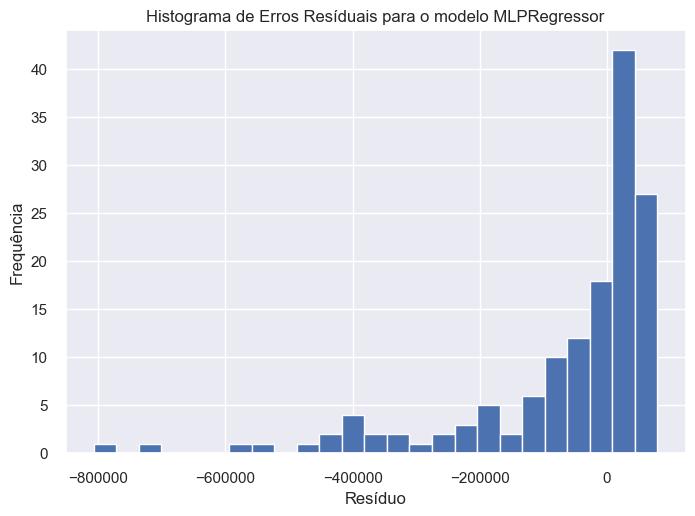 Histograma de Erros Resíduais para o modelo MLPRegressor
40
35
30
25
20
15
10
5
0
Frequência
−800000 −600000 −400000 −200000 0
Resíduo